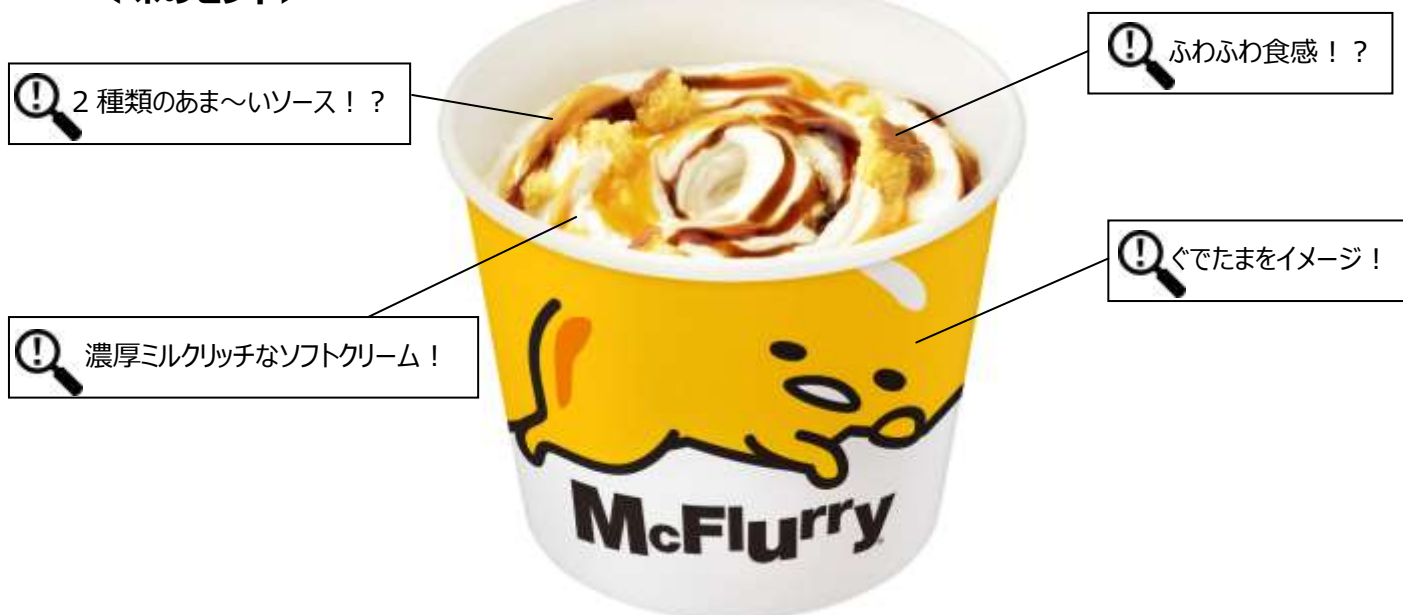 ２種類のあま～いソース！？
ふわふわ食感！？
ぐでたまをイメージ！
濃厚ミルクリッチなソフトクリーム！
McFlurry